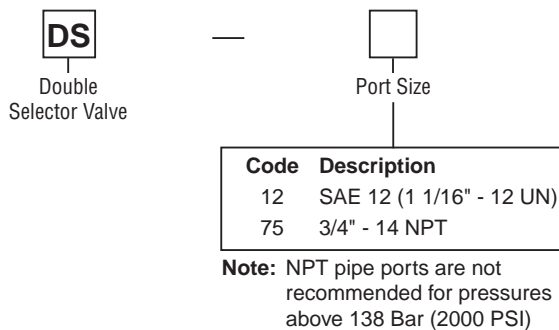 DS —
Double
Selector Valve
Port Size
Code Description
12 SAE 12 (1 1/16" - 12 UN)
75 3/4" - 14 NPT
Note: NPT pipe ports are not
recommended for pressures
above 138 Bar (2000 PSI)